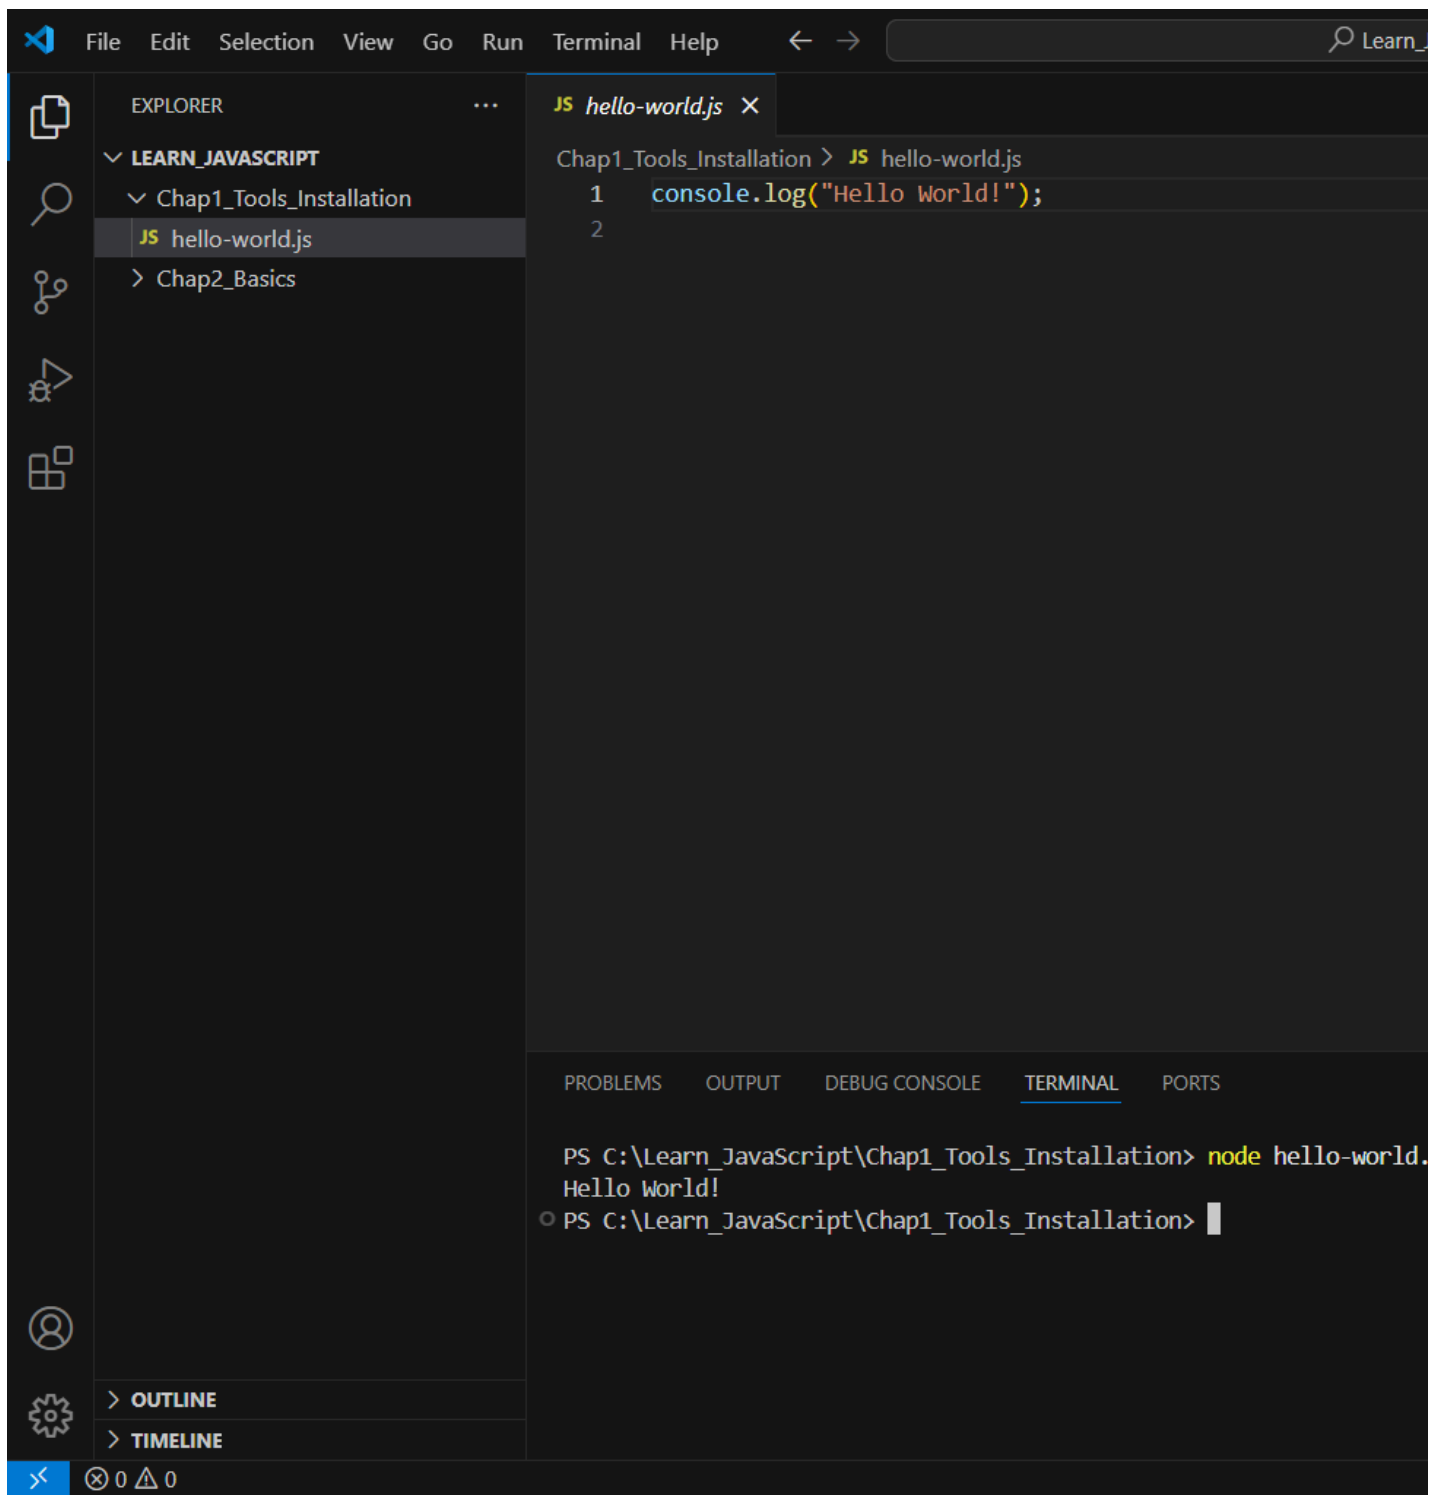 File Edit Selection View Go Run Terminal Help Learn_
EXPLORER
LEARN_JAVASCRIPT
Chap1_Tools_Installation
JS hello-world.js
Chap2_Basics
OUTLINE
TIMELINE
JS hello-world.js
Chap1_Tools_Installation > JS hello-world.js
1 console.log("Hello World!");
2
PROBLEMS OUTPUT DEBUG CONSOLE TERMINAL PORTS
PS C:\Learn_JavaScript\Chap1_Tools_Installation> node hello-world.
Hello World!
PS C:\Learn_JavaScript\Chap1_Tools_Installation>
0 0